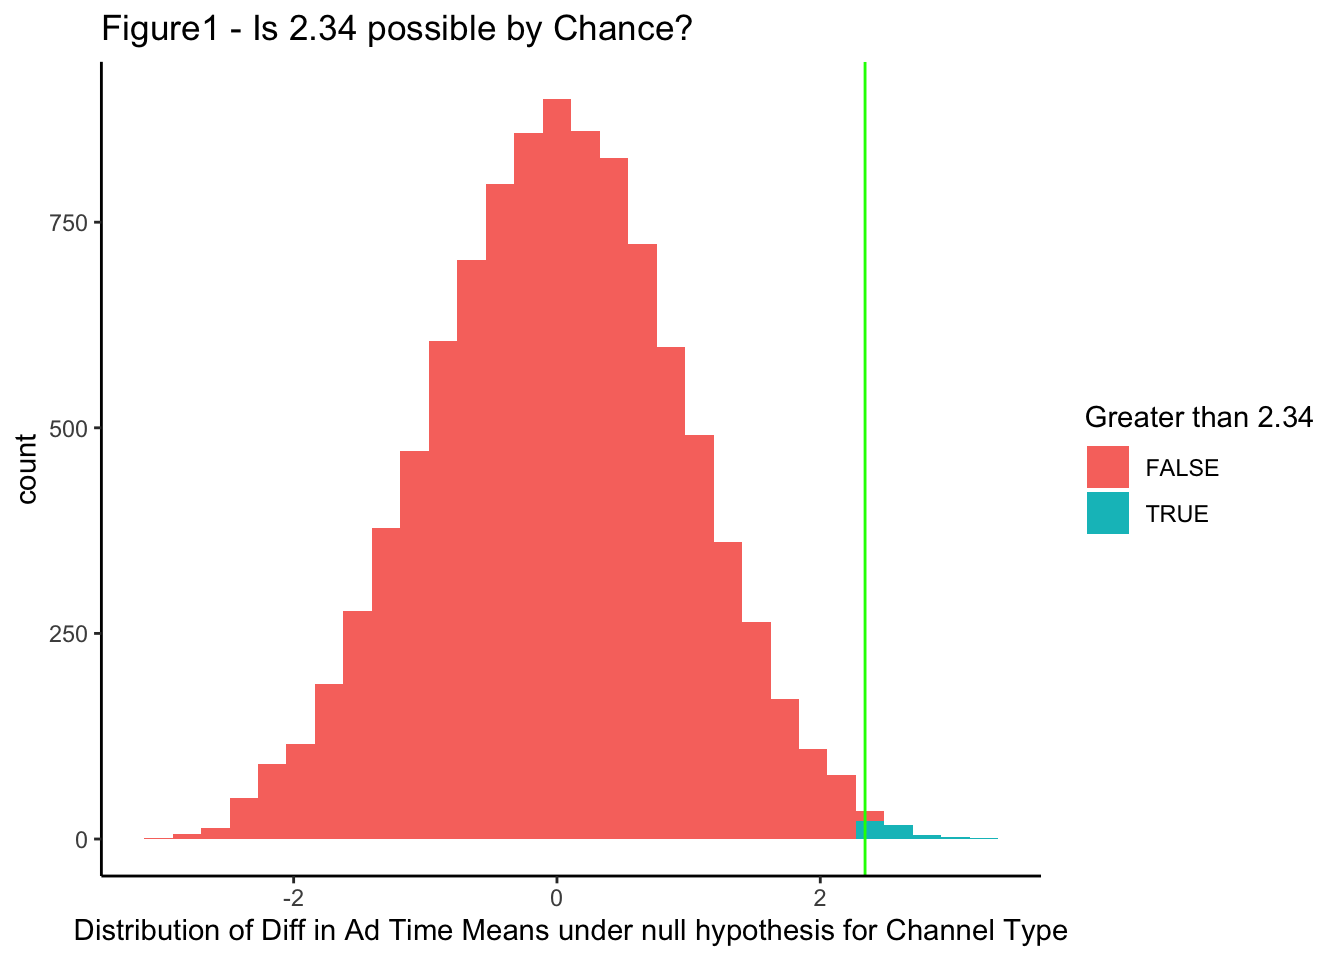 Figure1 - Is 2.34 possible by Chance?
count
750
500
250
0
-2
0
2
Distribution of Diff in Ad Time Means under null hypothesis for Channel Type
Greater than 2.34
FALSE
TRUE